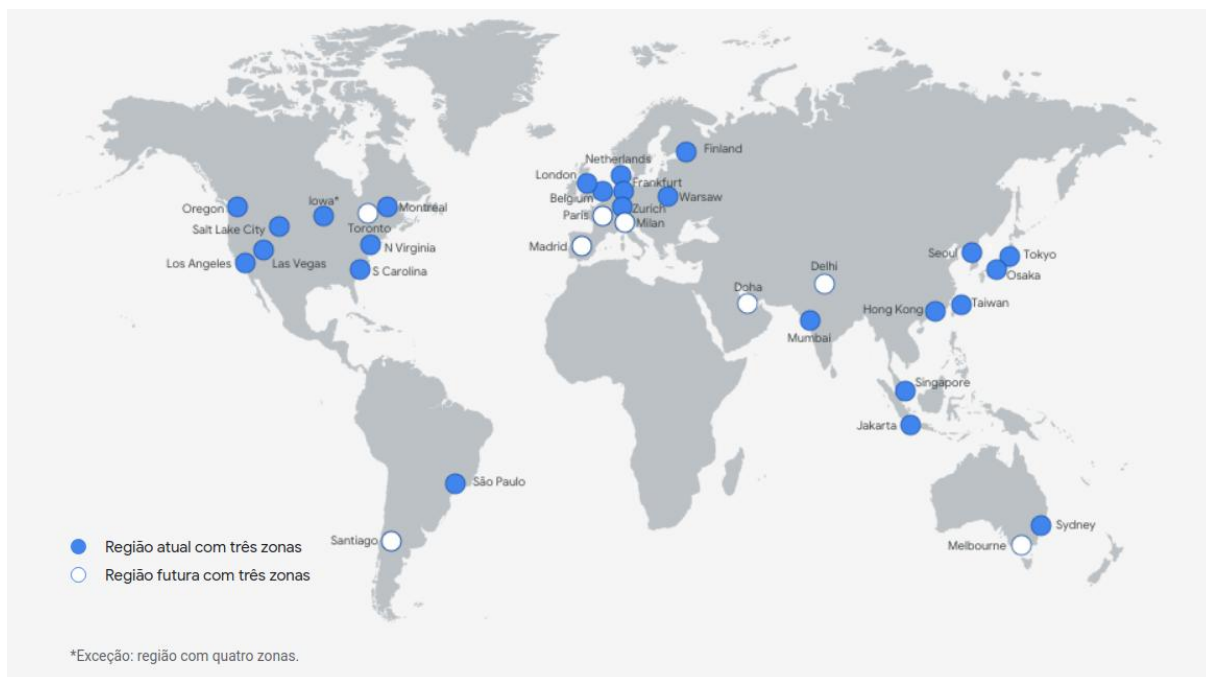 Finland
Netherlands
London
Frankfurt
Belgium
Warsaw
Zurich
Paris
Milan
Madrid
Oregon
Iowa*
Montréal
Salt Lake City
Toronto
N Virginia
Los Angeles
Las Vegas
S Carolina
Seoul
Tokyo
Osaka
Delhi
Doha
Hong Kong
Taiwan
Mumbai
Singapore
Jakarta
São Paulo
Santiago
Sydney
Melbourne
Região atual com três zonas
Região futura com três zonas
*Exceção: região com quatro zonas.